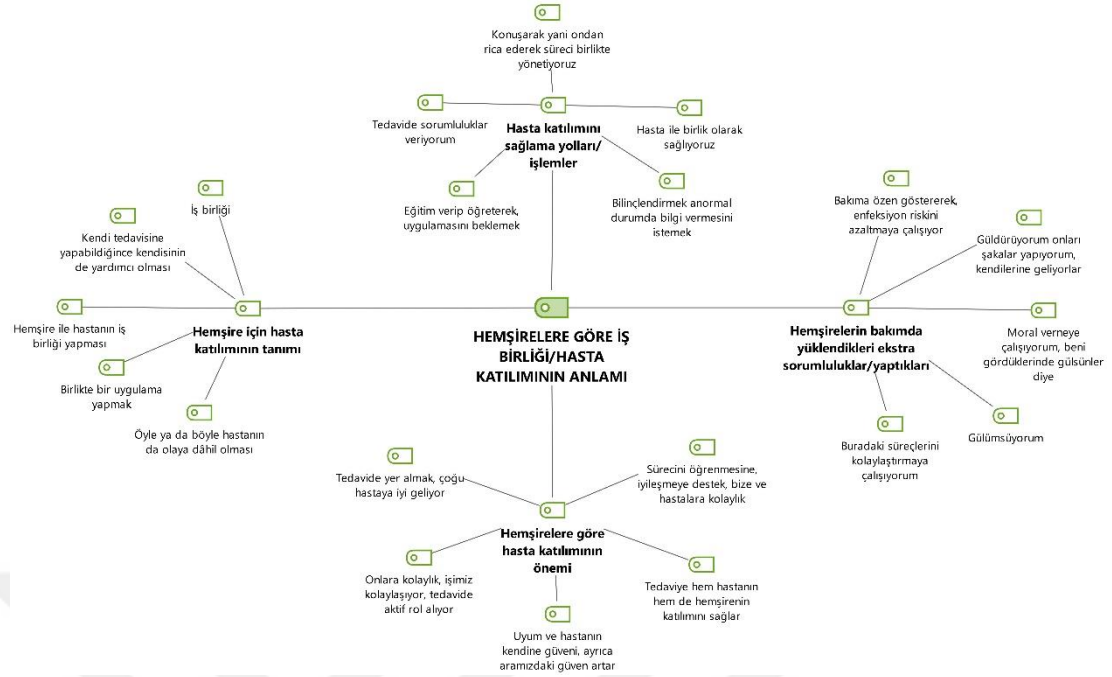 Konuşarak yani ondan
rica ederek süreci birlikte
yönetiyoruz
Tedavide sorumluluklar
veriyorum
Hasta katılımını
sağlama yolları/
işlemler
Hasta ile birlik olarak
sağlıyoruz
Eğitim verip öğreterek,
uygulamasını beklemek
Bilinçlendirmek anormal
durumda bilgi vermesini
istemek
İş birliği
Kendi tedavisine
yapabildiğince kendisinin
de yardımcı olması
Hemşire ile hastanın iş
birliği yapması
Hemşire için hasta
katılımının tanımı
Birlikte bir uygulama
yapmak
Öyle ya da böyle hastanın
da olaya dâhil olması
HEMŞİRELERE GÖRE İŞ
BİRLİĞİ/HASTA
KATILIMININ ANLAMI
Bakıma özen göstererek,
enfeksiyon riskini
azaltmaya çalışıyor
Güldürüyorum onları
şakalar yapıyorum,
kendilerine geliyorlar
Hemşirelerin bakımda
yüklendikleri ekstra
sorumluluklar/yaptıkları
Moral verneye
çalışıyorum, beni
gördüklerinde gülsünler
diye
Buradaki süreçlerini
kolaylaştırmaya
çalışıyorum
Gülümsüyorum
Tedavide yer almak, çoğu
hastaya iyi geliyor
Sürecini öğrenmesine,
iyileşmeye destek, bize ve
hastalara kolaylık
Hemşirelere göre
hasta katılımının
önemi
Onlara kolaylık, işimiz
kolaylaşıyor, tedavide
aktif rol alıyor
Tedaviye hem hastanın
hem de hemşirenin
katılımını sağlar
Uyum ve hastanın
kendine güveni, ayrıca
aramızdaki güven artar